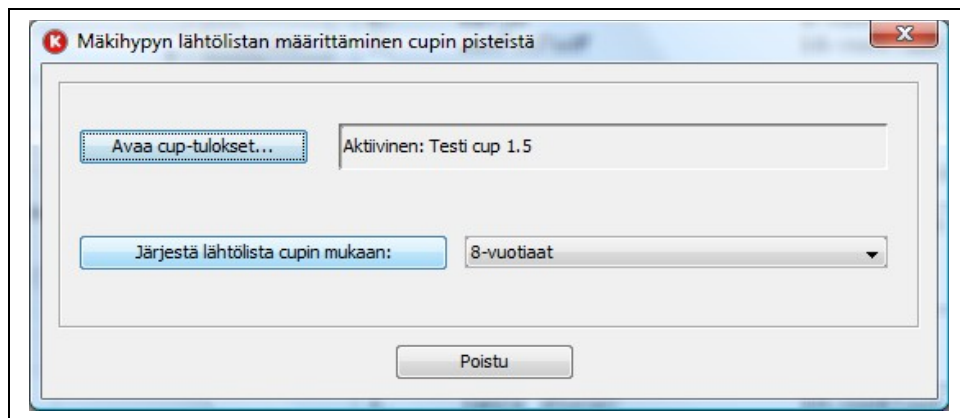 K Mäkihypyn lähtölistan määrittäminen cupin pisteistä
Avaa cup-tulokset... Aktiivinen: Testi cup 1.5
Järjestä lähtölista cupin mukaan: 8-vuotiaat
Poistu